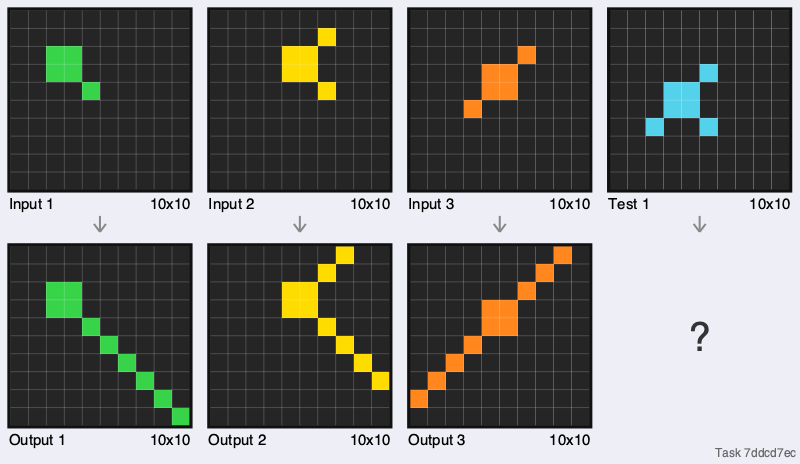 Input 1 10x10
Input 2 10x10
Input 3 10x10
Test 1 10x10
?
Output 1 10x10
Output 2 10x10
Output 3 10x10
Task 7ddcd7ec